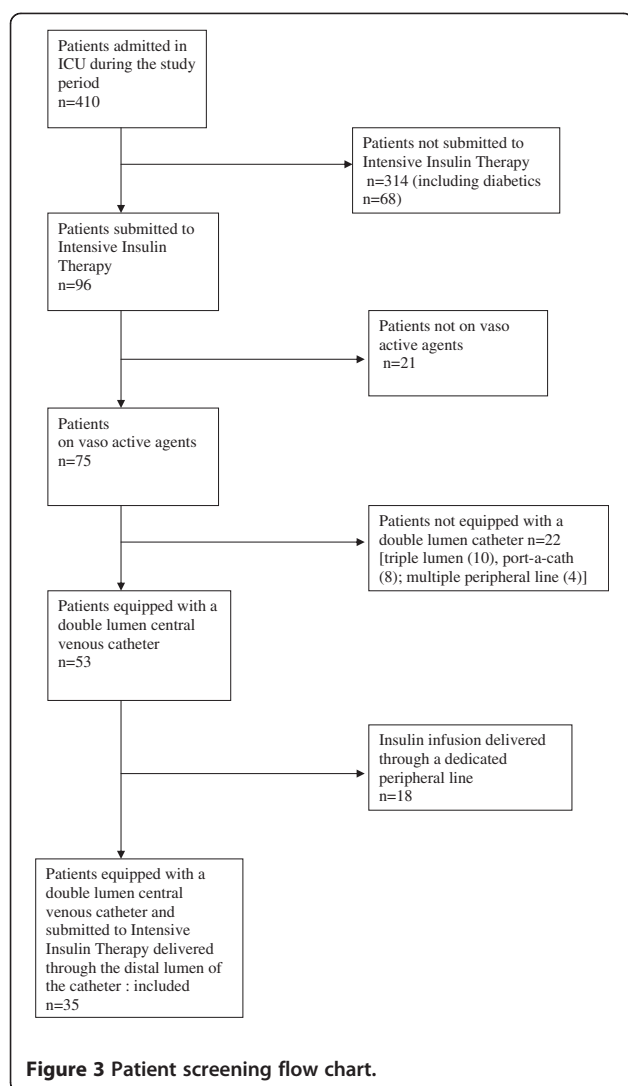 Patients admitted in
ICU during the study
period
n=410
Patients not submitted to
Intensive Insulin Therapy
n=314 (including diabetics
n=68)
Patients submitted to
Intensive Insulin
Therapy
n=96
Patients not on vaso
active agents
n=21
Patients
on vaso active agents
n=75
Patients not equipped with a
double lumen catheter n=22
[triple lumen (10), port-a-cath
(8); multiple peripheral line (4)]
Patients equipped with a
double lumen central
venous catheter
n=53
Insulin infusion delivered
through a dedicated
peripheral line
n=18
Patients equipped with a
double lumen central
venous catheter and
submitted to Intensive
Insulin Therapy delivered
through the distal lumen of
the catheter : included
n=35
Figure 3 Patient screening flow chart.